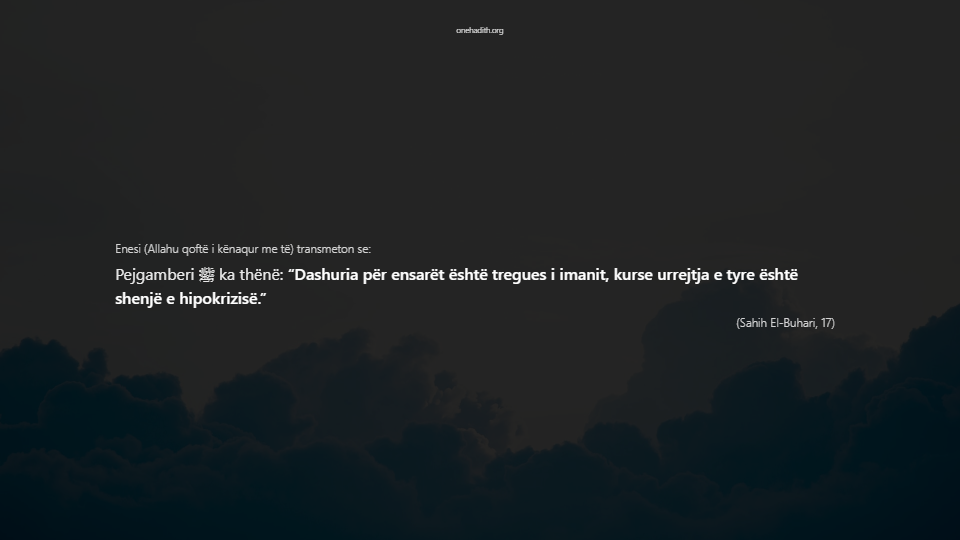 onehadith.org
Enesi (Allahu qoftë i kënaqur me të) transmeton se:
Pejgamberi ﷺ ka thënë: “Dashuria për ensarët është tregues i imanit, kurse urrejtja e tyre është
shenjë e hipokrizisë.”
(Sahih El-Buhari, 17)